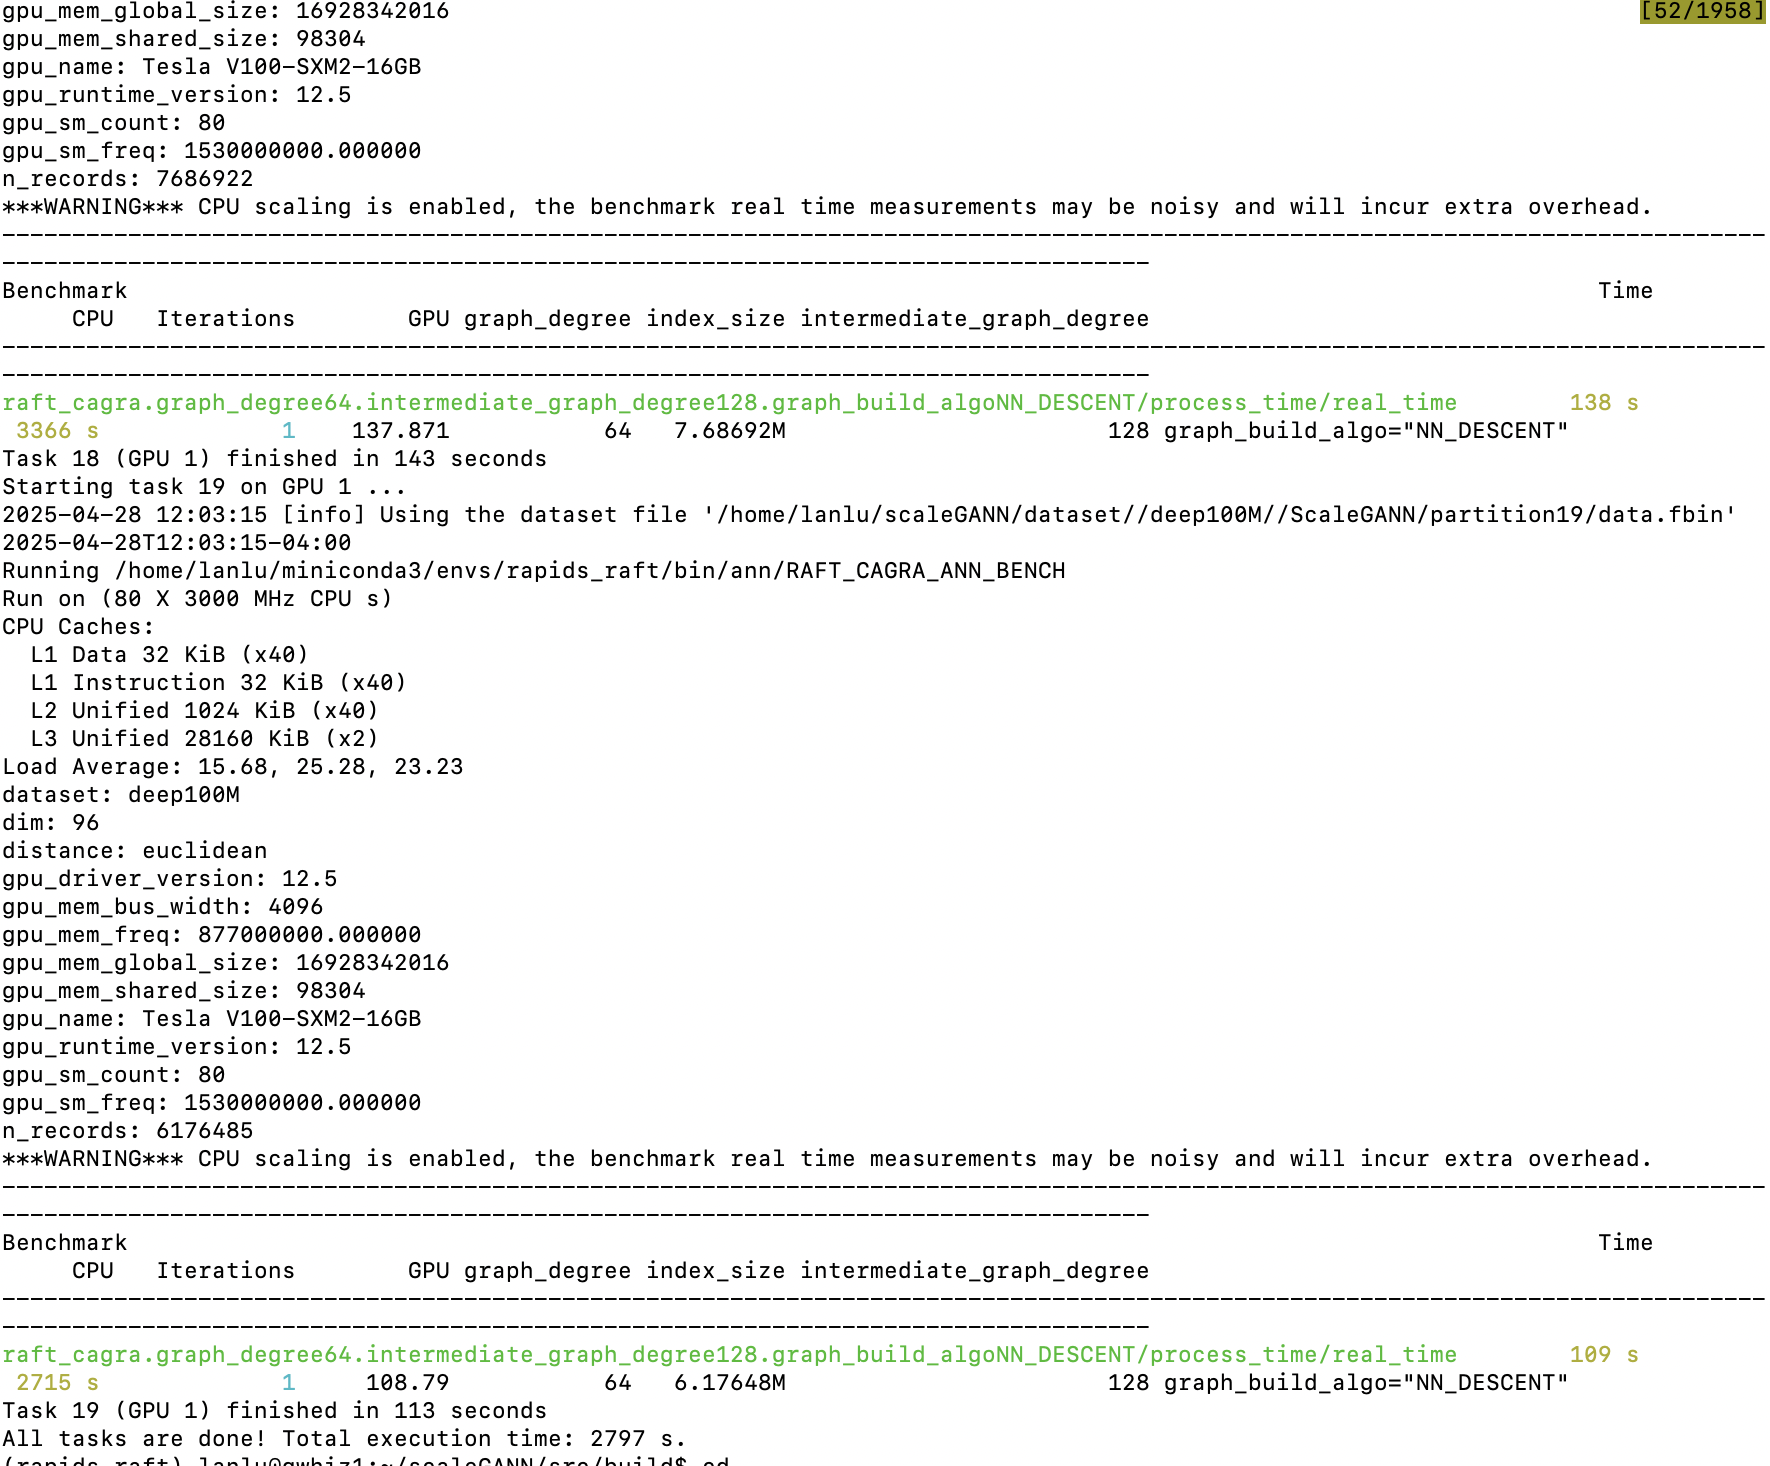 gpu_mem_global_size: 16928342016 [52/1958]
gpu_mem_shared_size: 98304
gpu_name: Tesla V100-SXM2-16GB
gpu_runtime_version: 12.5
gpu_sm_count: 80
gpu_sm_freq: 1530000000.000000
n_records: 7686922
***WARNING*** CPU scaling is enabled, the benchmark real time measurements may be noisy and will incur extra overhead.
------------------------------------------------------------------------------------------------------------------------------
----------------------------------------------------------------------------------
Benchmark Time
CPU Iterations GPU graph_degree index_size intermediate_graph_degree
------------------------------------------------------------------------------------------------------------------------------
----------------------------------------------------------------------------------
raft_cagra.graph_degree64.intermediate_graph_degree128.graph_build_algoNN_DESCENT/process_time/real_time 138 s
3366 s 1 137.871 64 7.68692M 128 graph_build_algo="NN_DESCENT"
Task 18 (GPU 1) finished in 143 seconds
Starting task 19 on GPU 1 ...
2025-04-28 12:03:15 [info] Using the dataset file '/home/lanlu/scaleGANN/dataset//deep100M//ScaleGANN/partition19/data.fbin'
2025-04-28T12:03:15-04:00
Running /home/lanlu/miniconda3/envs/rapids_raft/bin/ann/RAFT_CAGRA_ANN_BENCH
Run on (80 X 3000 MHz CPU s)
CPU Caches:
L1 Data 32 KiB (x40)
L1 Instruction 32 KiB (x40)
L2 Unified 1024 KiB (x40)
L3 Unified 28160 KiB (x2)
Load Average: 15.68, 25.28, 23.23
dataset: deep100M
dim: 96
distance: euclidean
gpu_driver_version: 12.5
gpu_mem_bus_width: 4096
gpu_mem_freq: 877000000.000000
gpu_mem_global_size: 16928342016
gpu_mem_shared_size: 98304
gpu_name: Tesla V100-SXM2-16GB
gpu_runtime_version: 12.5
gpu_sm_count: 80
gpu_sm_freq: 1530000000.000000
n_records: 6176485
***WARNING*** CPU scaling is enabled, the benchmark real time measurements may be noisy and will incur extra overhead.
------------------------------------------------------------------------------------------------------------------------------
----------------------------------------------------------------------------------
Benchmark Time
CPU Iterations GPU graph_degree index_size intermediate_graph_degree
------------------------------------------------------------------------------------------------------------------------------
----------------------------------------------------------------------------------
raft_cagra.graph_degree64.intermediate_graph_degree128.graph_build_algoNN_DESCENT/process_time/real_time 109 s
2715 s 1 108.79 64 6.17648M 128 graph_build_algo="NN_DESCENT"
Task 19 (GPU 1) finished in 113 seconds
All tasks are done! Total execution time: 2797 s.
(rapids_raft) lanlu@gwhiz1:~/scaleGANN/src/build$ cd